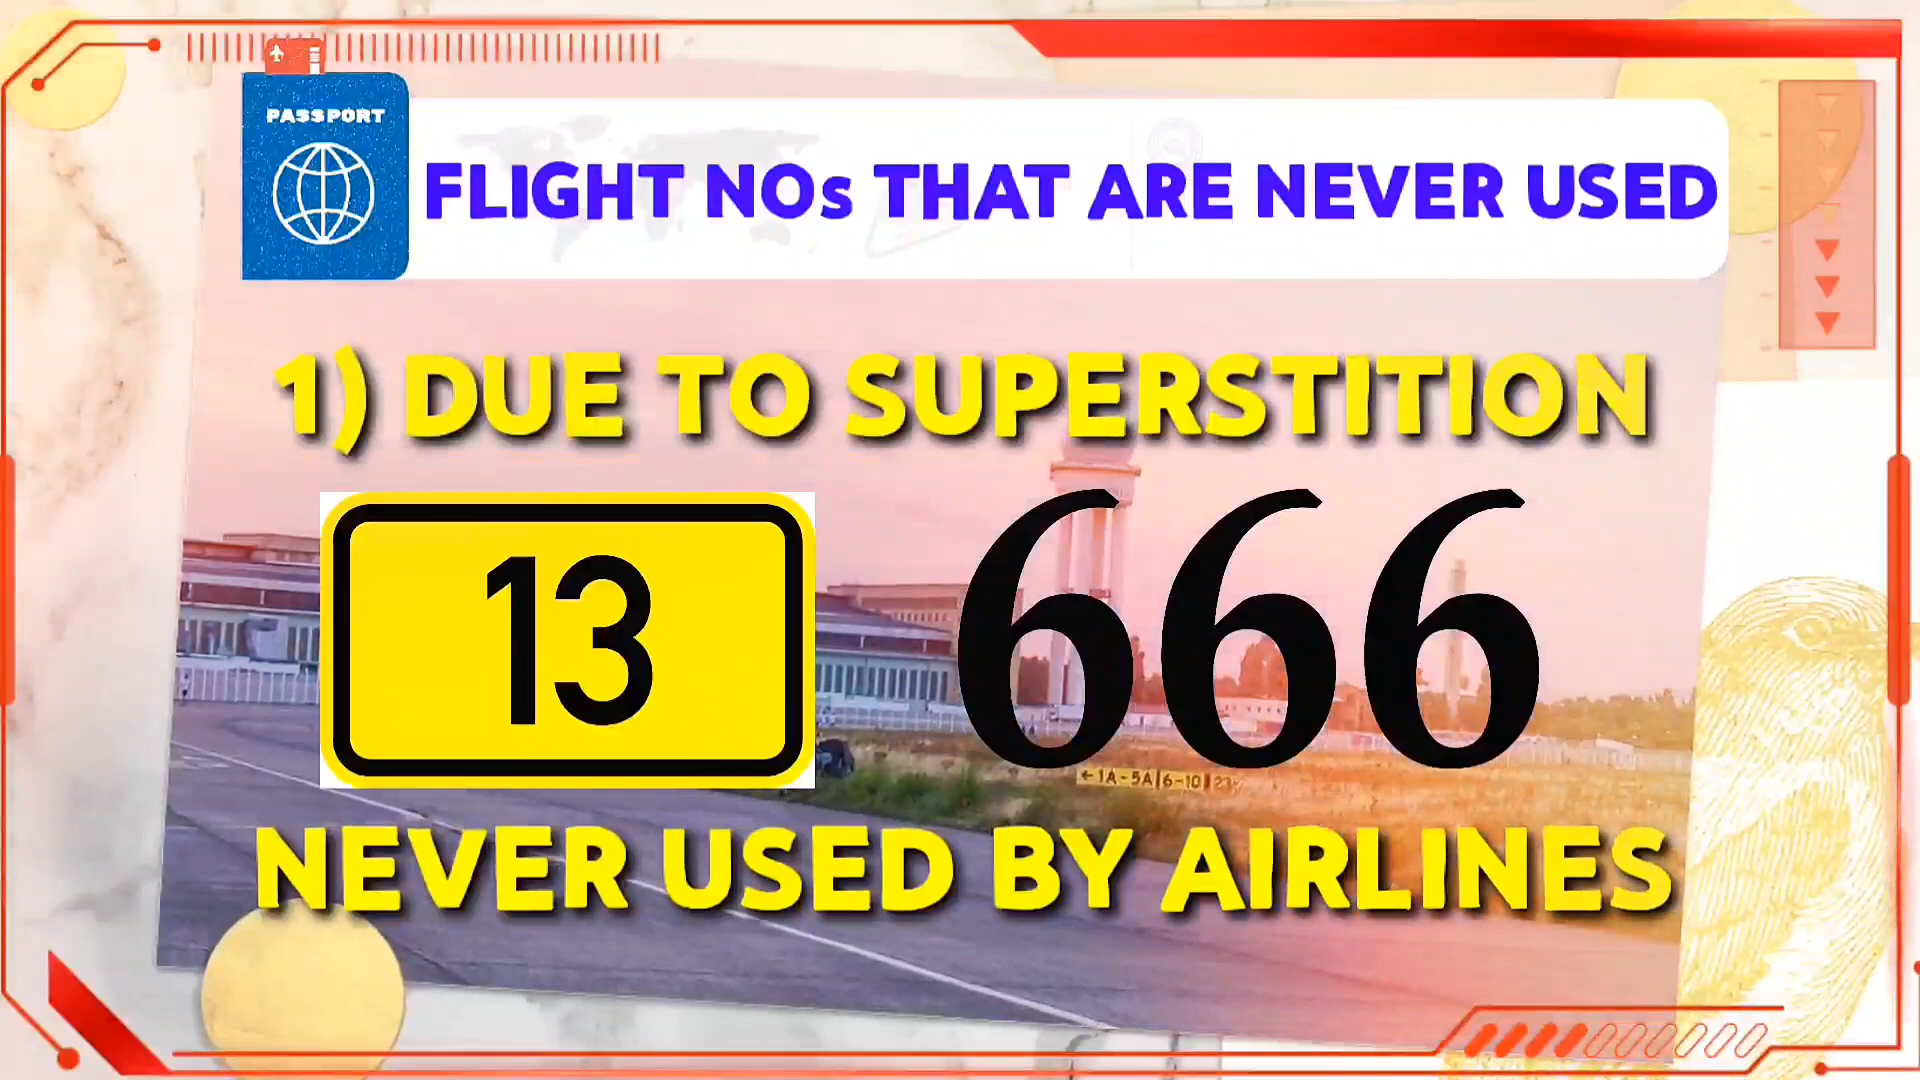 PASSPORT
FLIGHT NOs THAT ARE NEVER USED
1) DUE TO SUPERSTITION
13
666
←1A-5A|6-10|23
NEVER USED BY AIRLINES